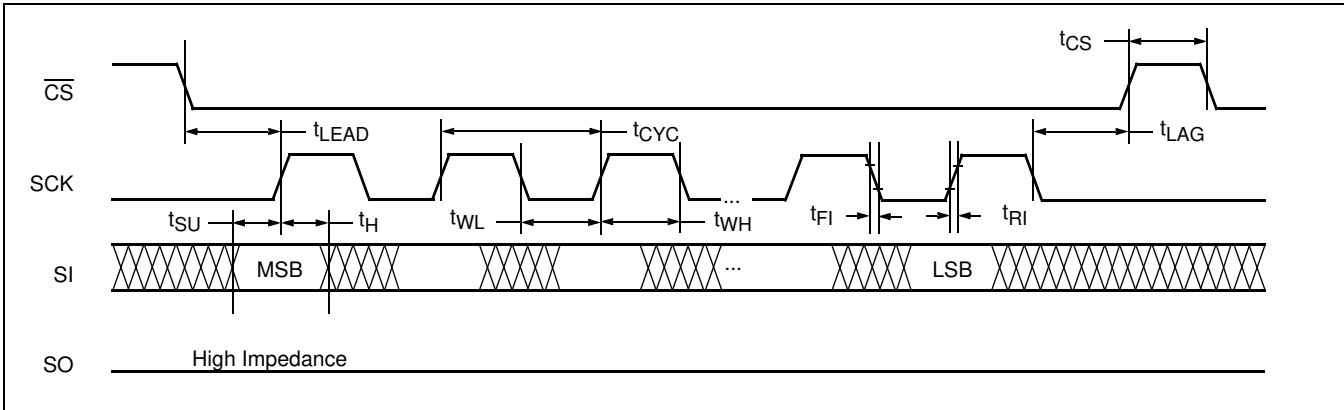 tCS
CS
tLEAD
tCYC
tLAG
SCK
...
tSU
tH
tWL
tWH
tFI
tRI
SI
MSB
...
LSB
SO
High Impedance